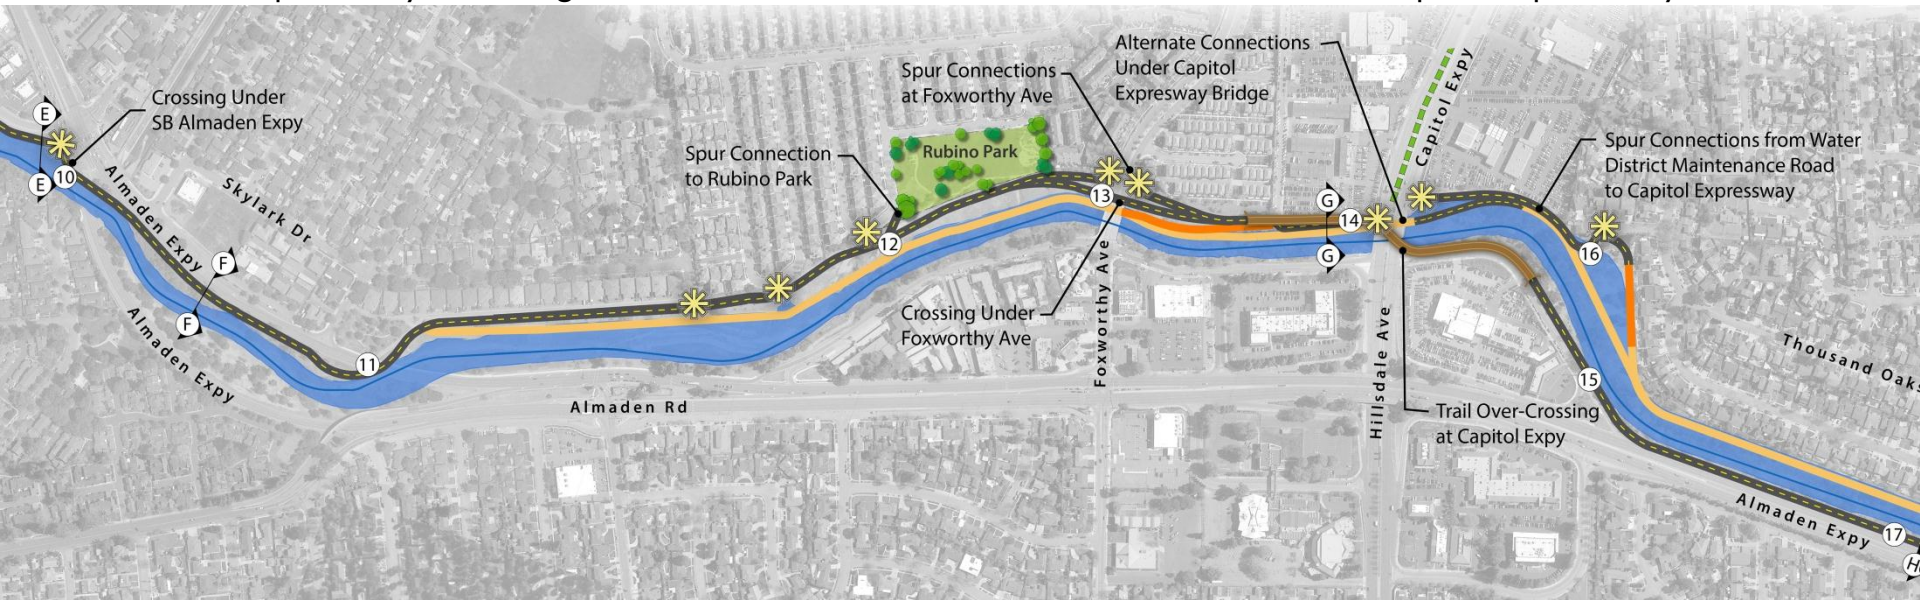 Alternate Connections
Under Capitol
Expresway Bridge
Spur Connections
at Foxworthy Ave
Capitol Expy
Crossing Under
SB Almaden Expy
Spur Connections from Water
District Maintenance Road
to Capitol Expressway
Spur Connection
to Rubino Park
Rubino Park
E
E
10
Almaden Expy
Skylark Dr
F
F
Almaden Expy
11
12
13
G
G
14
16
Crossing Under
Foxworthy Ave
Foxworthy Ave
Hillsdale Ave
Thousand Oaks
15
Almaden Rd
Trail Over-Crossing
at Capitol Expy
Almaden Expy
17
H